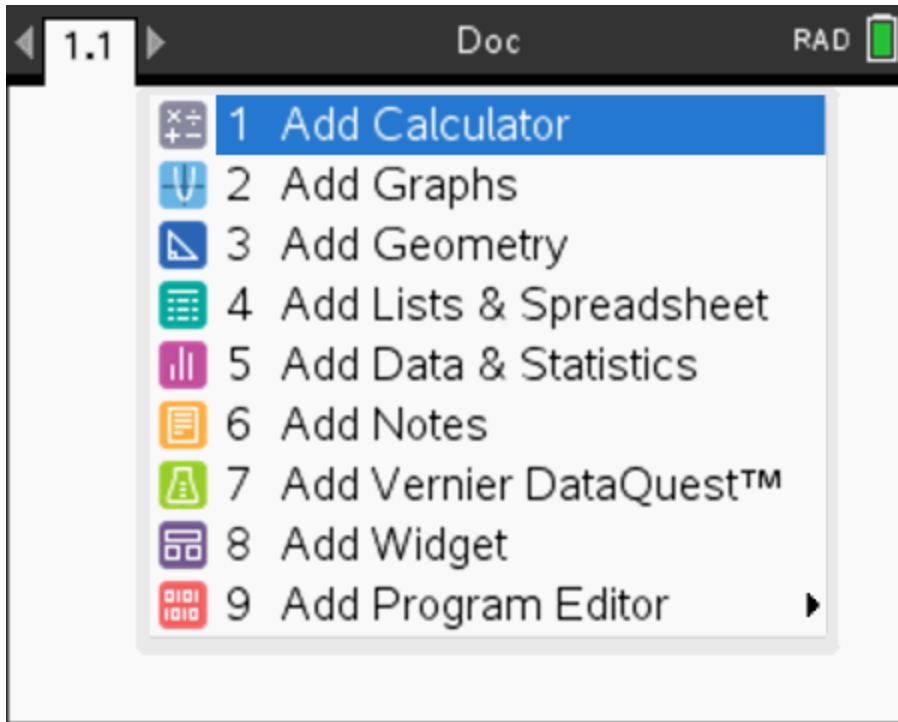 1.1 Doc RAD
1 Add Calculator
2 Add Graphs
3 Add Geometry
4 Add Lists & Spreadsheet
5 Add Data & Statistics
6 Add Notes
7 Add Vernier DataQuest™
8 Add Widget
9 Add Program Editor